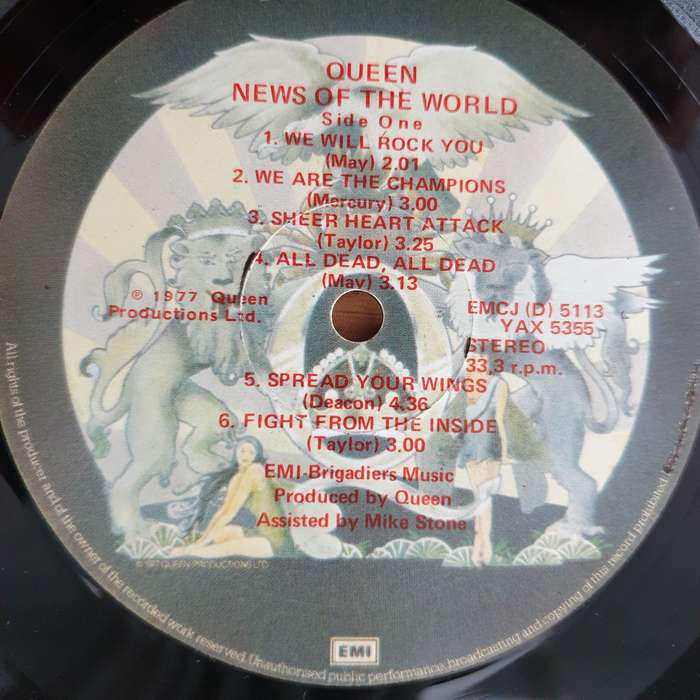 QUEEN
NEWS OF THE WORLD
Side One
1. WE WILL ROCK YOU
(May) 2.01
2. WE ARE THE CHAMPIONS
(Mercury) 3.00
3. SHEER HEART ATTACK
(Taylor) 3.25
4. ALL DEAD, ALL DEAD
(May) 3.13
℗ 1977 Queen
Productions Ltd.
EMCJ (D) 5113
YAX 5355
STEREO
33,3 r.p.m.
5. SPREAD YOUR WINGS
(Deacon) 4.36
6. FIGHT FROM THE INSIDE
(Taylor) 3.00
EMI-Brigadiers Music
Produced by Queen
Assisted by Mike Stone
© 1977 QUEEN PRODUCTIONS LTD
EMI
All rights of the producer and of the owner of the recorded work reserved. Unauthorised public performance, broadcasting and copying of this record prohibited